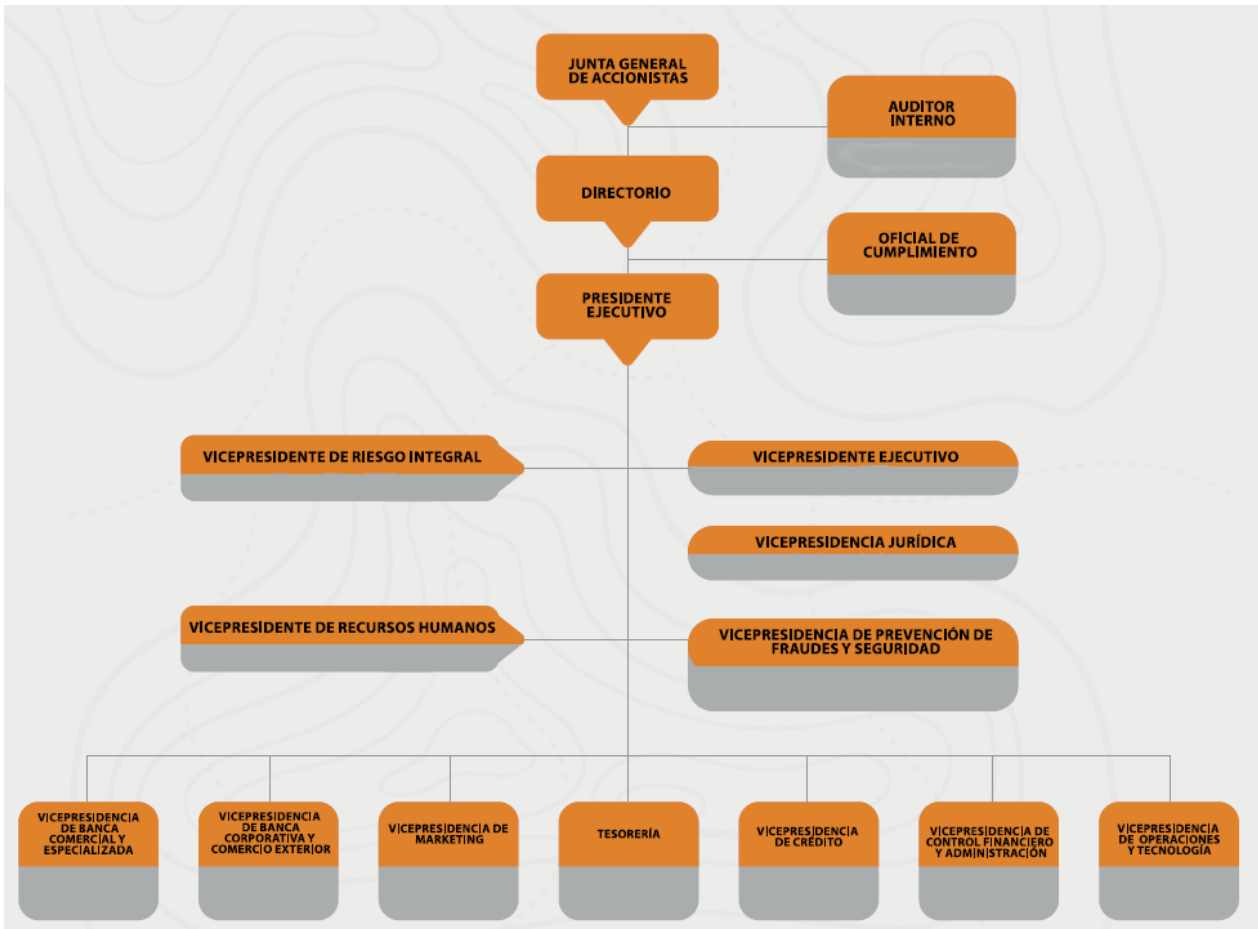 JUNTA GENERAL
DE ACCIONISTAS
AUDITOR
INTERNO
DIRECTORIO
OFICIAL DE
CUMPLIMIENTO
PRESIDENTE
EJECUTIVO
VICEPRESIDENTE DE RIESGO INTEGRAL
VICEPRESIDENTE EJECUTIVO
VICEPRESIDENCIA JURÍDICA
VICEPRESIDENTE DE RECURSOS HUMANOS
VICEPRESIDENCIA DE PREVENCIÓN DE
FRAUDES Y SEGURIDAD
VICEPRESIDENCIA
DE BANCA
COMERCIAL Y
ESPECIALIZADA
VICEPRESIDENCIA
DE BANCA
CORPORATIVA Y
COMERCIO EXTERIOR
VICEPRESIDENCIA DE
MARKETING
TESORERÍA
VICEPRESIDENCIA
DE CRÉDITO
VICEPRESIDENCIA DE
CONTROL FINANCIERO
Y ADMINISTRACIÓN
VICEPRESIDENCIA
DE OPERACIONES
Y TECNOLOGÍA